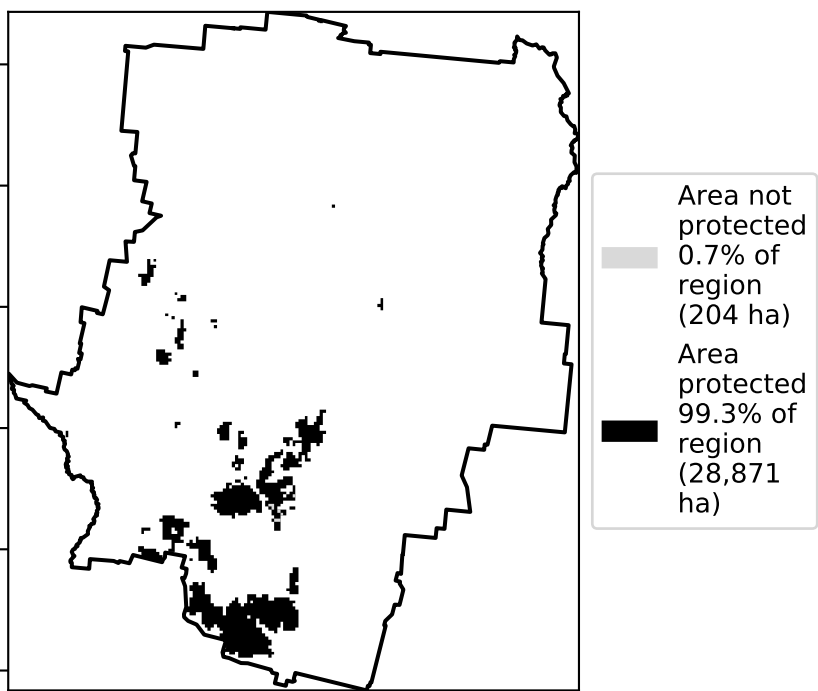 Area not
protected
0.7% of
region
(204 ha)
Area
protected
99.3% of
region
(28,871
ha)